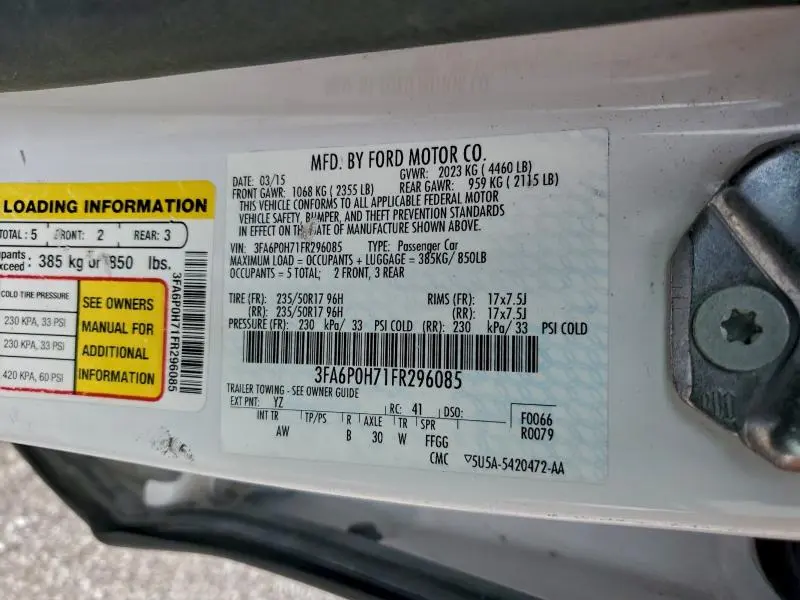 LOADING INFORMATION
TOTAL: 5 FRONT: 2 REAR: 3
exceed: 385 kg or 850 lbs.
COLD TIRE PRESSURE
230 KPA, 33 PSI
230 KPA, 33 PSI
420 KPA, 60 PSI
SEE OWNERS
MANUAL FOR
ADDITIONAL
INFORMATION
3FA6P0H71FR296085
MFD. BY FORD MOTOR CO.
DATE: 03/15 GVWR: 2023 KG ( 4460 LB)
FRONT GAWR: 1068 KG ( 2355 LB) REAR GAWR: 959 KG ( 2115 LB)
THIS VEHICLE CONFORMS TO ALL APPLICABLE FEDERAL MOTOR
VEHICLE SAFETY, BUMPER, AND THEFT PREVENTION STANDARDS
IN EFFECT ON THE DATE OF MANUFACTURE SHOWN ABOVE.
VIN: 3FA6P0H71FR296085 TYPE: Passenger Car
MAXIMUM LOAD = OCCUPANTS + LUGGAGE = 385KG/ 850LB
OCCUPANTS = 5 TOTAL; 2 FRONT, 3 REAR
TIRE (FR): 235/50R17 96H RIMS (FR): 17x7.5J
(RR): 235/50R17 96H (RR): 17x7.5J
PRESSURE (FR): 230 kPa/ 33 PSI COLD (RR): 230 kPa/ 33 PSI COLD
3FA6P0H71FR296085
TRAILER TOWING - SEE OWNER GUIDE
EXT PNT: YZ RC: 41 DSO: F0066
INT TR TP/PS R AXLE TR SPR R0079
AW B 30 W FFGG
CMC ▽5U5A-5420472-AA